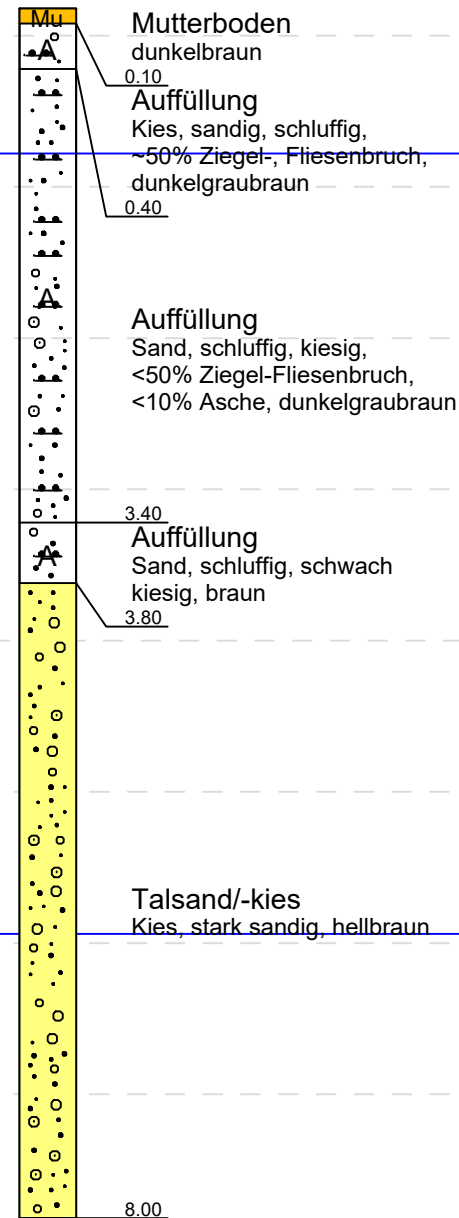 Mu
Mutterboden
dunkelbraun
0.10
A
Auffüllung
Kies, sandig, schluffig,
~50% Ziegel-, Fliesenbruch,
dunkelgraubraun
0.40
A
Auffüllung
Sand, schluffig, kiesig,
<50% Ziegel-Fliesenbruch,
<10% Asche, dunkelgraubraun
3.40
A
Auffüllung
Sand, schluffig, schwach
kiesig, braun
3.80
Talsand/-kies
Kies, stark sandig, hellbraun
8.00